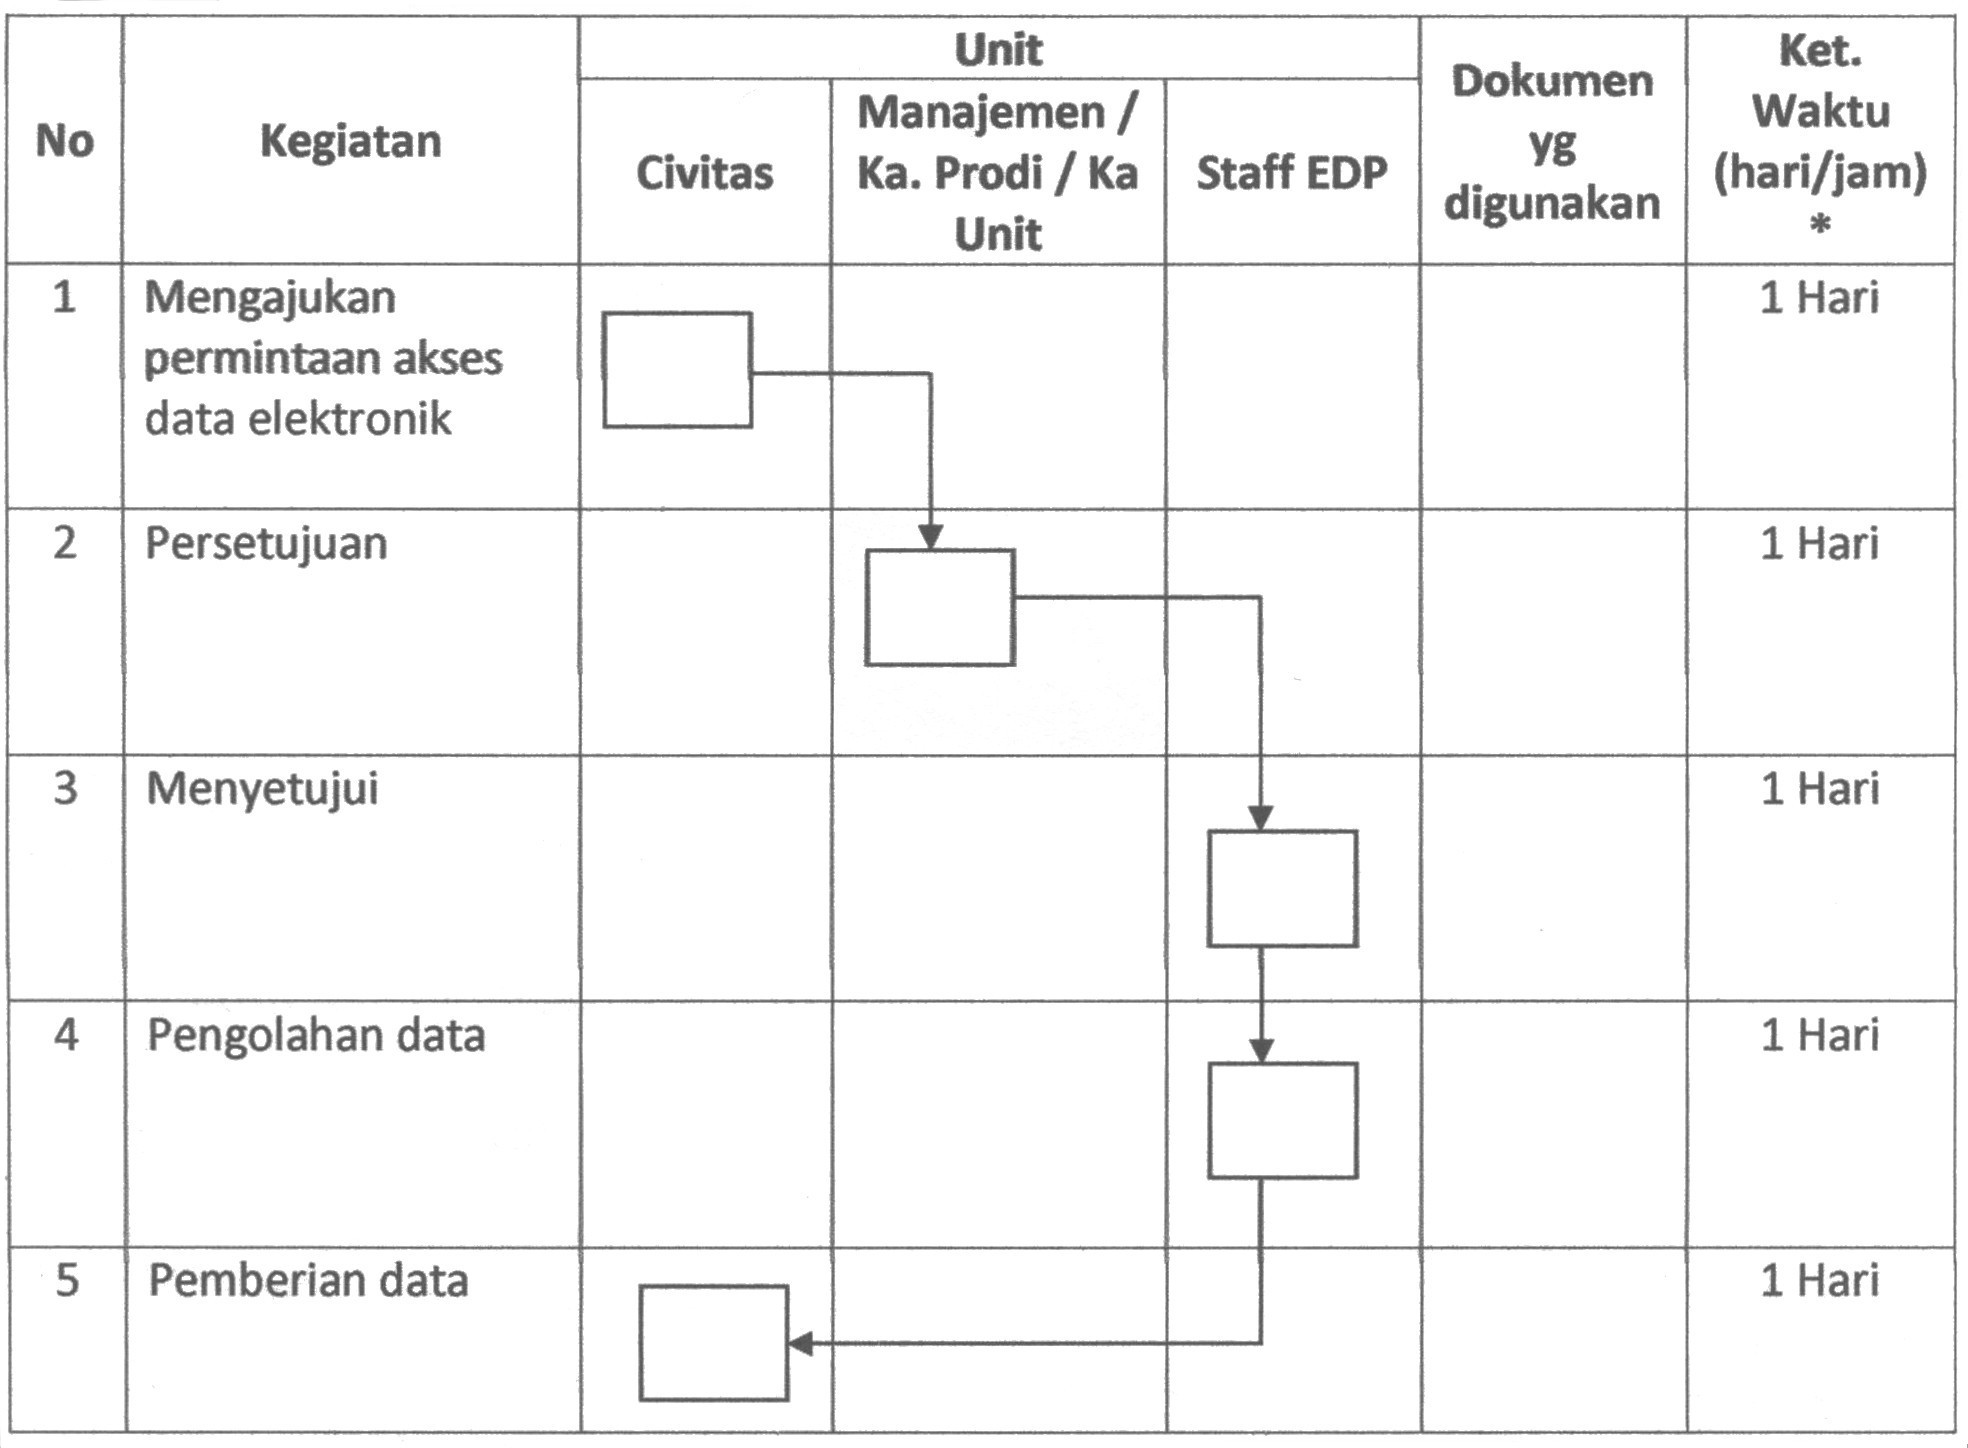 No
Kegiatan
Unit
Civitas
Manajemen /
Ka. Prodi / Ka
Unit
Staff EDP
Dokumen
yg
digunakan
Ket.
Waktu
(hari/jam)
*
1
Mengajukan
permintaan akses
data elektronik
1 Hari
2
Persetujuan
1 Hari
3
Menyetujui
1 Hari
4
Pengolahan data
1 Hari
5
Pemberian data
1 Hari